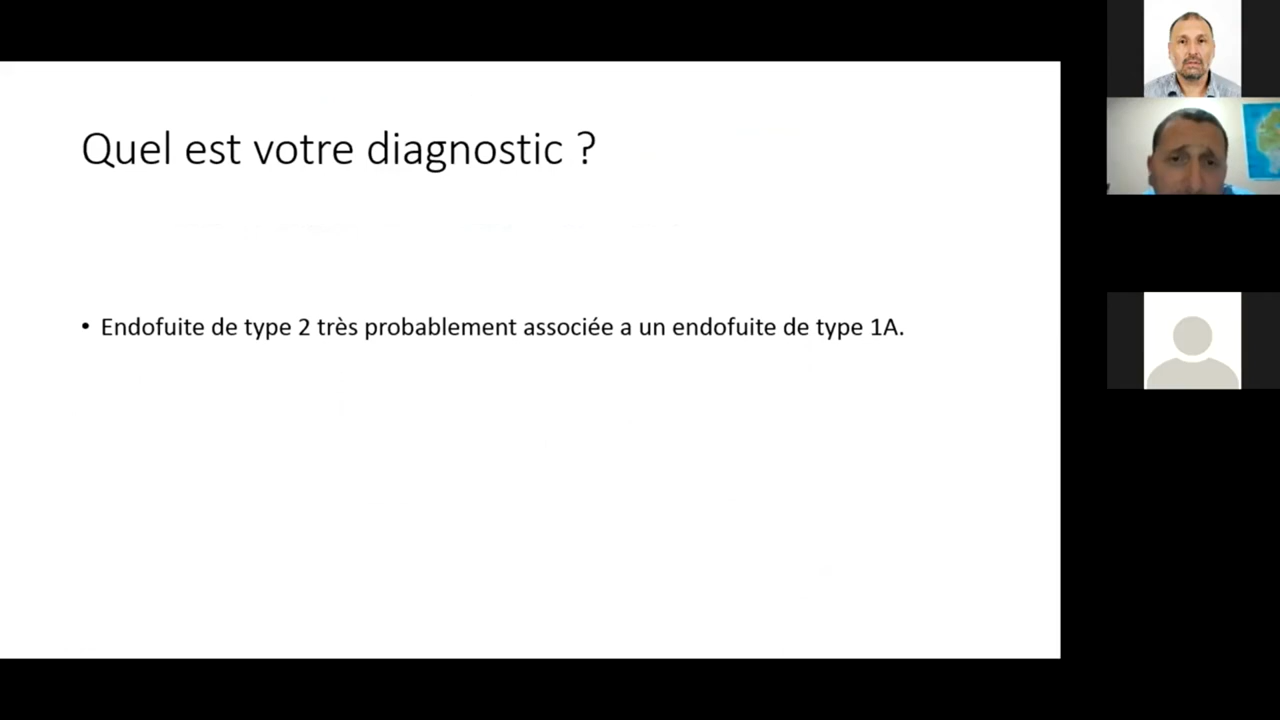 Quel est votre diagnostic ?
• Endofuite de type 2 très probablement associée a un endofuite de type 1A.